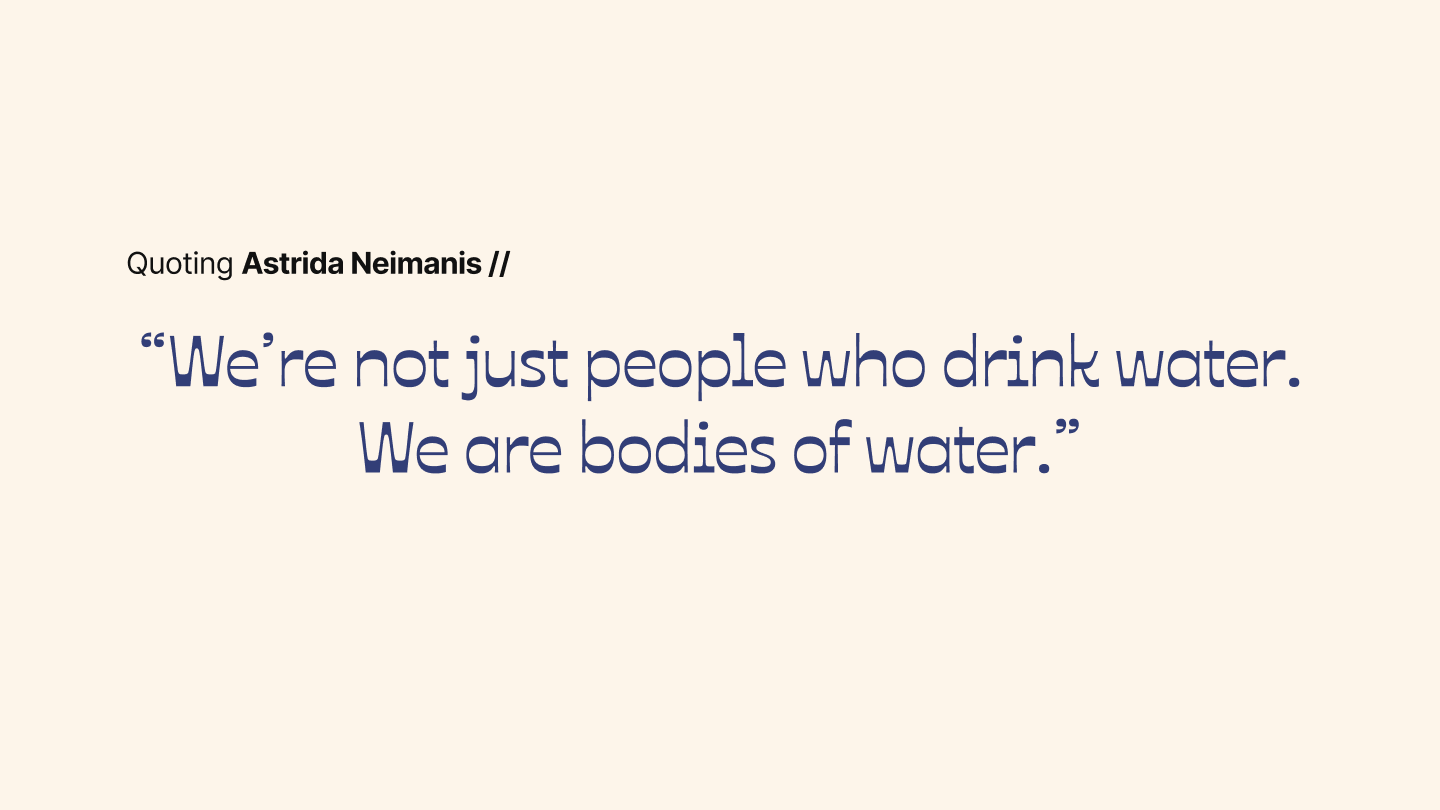 Quoting Astrida Neimanis //
“We’re not just people who drink water.
We are bodies of water.”